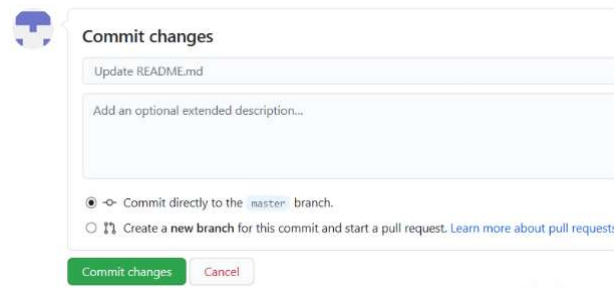 Commit changes
Update README.md
Add an optional extended description...
Commit directly to the master branch.
Create a new branch for this commit and start a pull request. Learn more about pull requests
Commit changes
Cancel